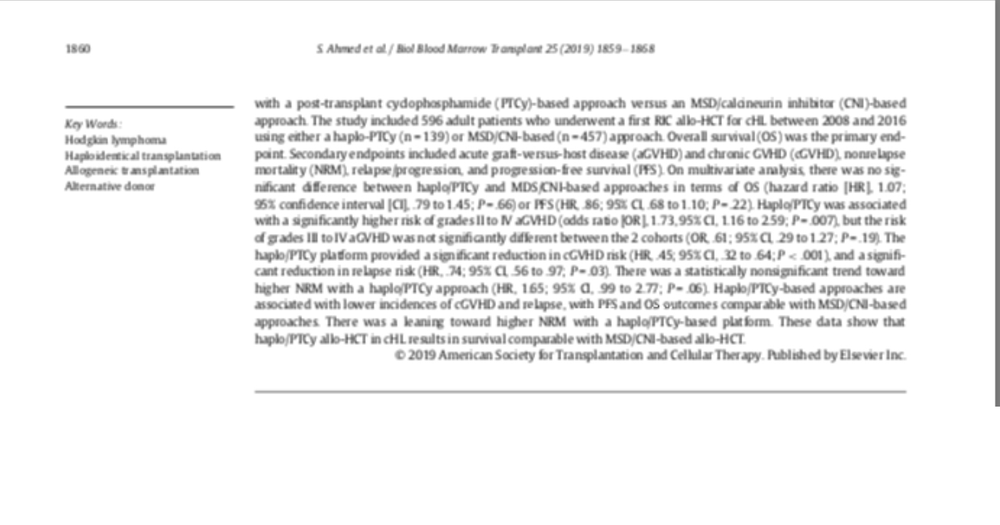 1860
S. Ahmed et al. / Biol Blood Marrow Transplant 25 (2019) 1859–1868
Key Words:
Hodgkin lymphoma
Haploidentical transplantation
Allogeneic transplantation
Alternative donor
with a post-transplant cyclophosphamide (PTCy)-based approach versus an MSD/calcineurin inhibitor (CNI)-based
approach. The study included 596 adult patients who underwent a first RIC allo-HCT for cHL between 2008 and 2016
using either a haplo-PTCy (n = 139) or MSD/CNI-based (n = 457) approach. Overall survival (OS) was the primary end-
point. Secondary endpoints included acute graft-versus-host disease (aGVHD) and chronic GVHD (cGVHD), nonrelapse
mortality (NRM), relapse/progression, and progression-free survival (PFS). On multivariate analysis, there was no sig-
nificant difference between haplo/PTCy and MDS/CNI-based approaches in terms of OS (hazard ratio [HR], 1.07;
95% confidence interval [CI], .79 to 1.45; P = .66) or PFS (HR, .86; 95% CI, .68 to 1.10; P = .22). Haplo/PTCy was associated
with a significantly higher risk of grades II to IV aGVHD (odds ratio [OR], 1.73, 95% CI, 1.16 to 2.59; P = .007), but the risk
of grades III to IV aGVHD was not significantly different between the 2 cohorts (OR, .61; 95% CI, .29 to 1.27; P = .19). The
haplo/PTCy platform provided a significant reduction in cGVHD risk (HR, .45; 95% CI, .32 to .64; P < .001), and a signifi-
cant reduction in relapse risk (HR, .74; 95% CI, .56 to .97; P = .03). There was a statistically nonsignificant trend toward
higher NRM with a haplo/PTCy approach (HR, 1.65; 95% CI, .99 to 2.77; P = .06). Haplo/PTCy-based approaches are
associated with lower incidences of cGVHD and relapse, with PFS and OS outcomes comparable with MSD/CNI-based
approaches. There was a leaning toward higher NRM with a haplo/PTCy-based platform. These data show that
haplo/PTCy allo-HCT in cHL results in survival comparable with MSD/CNI-based allo-HCT.
© 2019 American Society for Transplantation and Cellular Therapy. Published by Elsevier Inc.